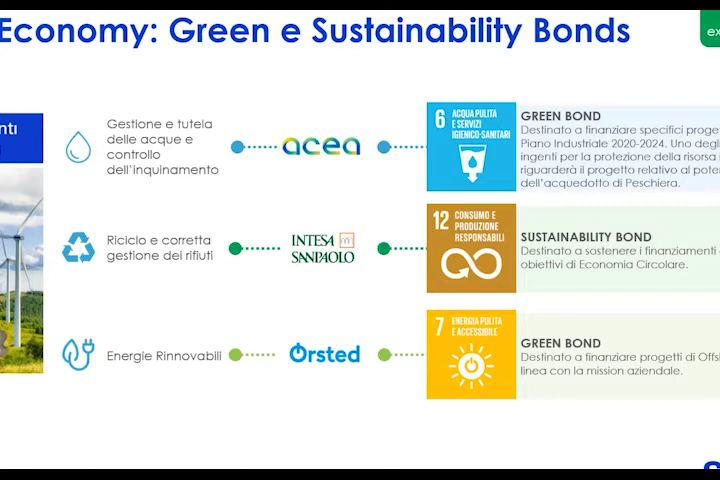 Economy: Green e Sustainability Bonds
ex
nti
Gestione e tutela
delle acque e
controllo
dell'inquinamento
acea
6 ACQUA PULITA
E SERVIZI
IGIENICO-SANITARI
GREEN BOND
Destinato a finanziare specifici proge
Piano Industriale 2020-2024. Uno degl
ingenti per la protezione della risorsa i
riguarderà il progetto relativo al poter
dell'acquedotto di Peschiera.
Riciclo e corretta
gestione dei rifiuti
INTESA
SANPAOLO
12 CONSUMO E
PRODUZIONE
RESPONSABILI
SUSTAINABILITY BOND
Destinato a sostenere i finanziamenti
obiettivi di Economia Circolare.
Energie Rinnovabili
Ørsted
7 ENERGIA PULITA
E ACCESSIBILE
GREEN BOND
Destinato a finanziare progetti di Offs
linea con la mission aziendale.